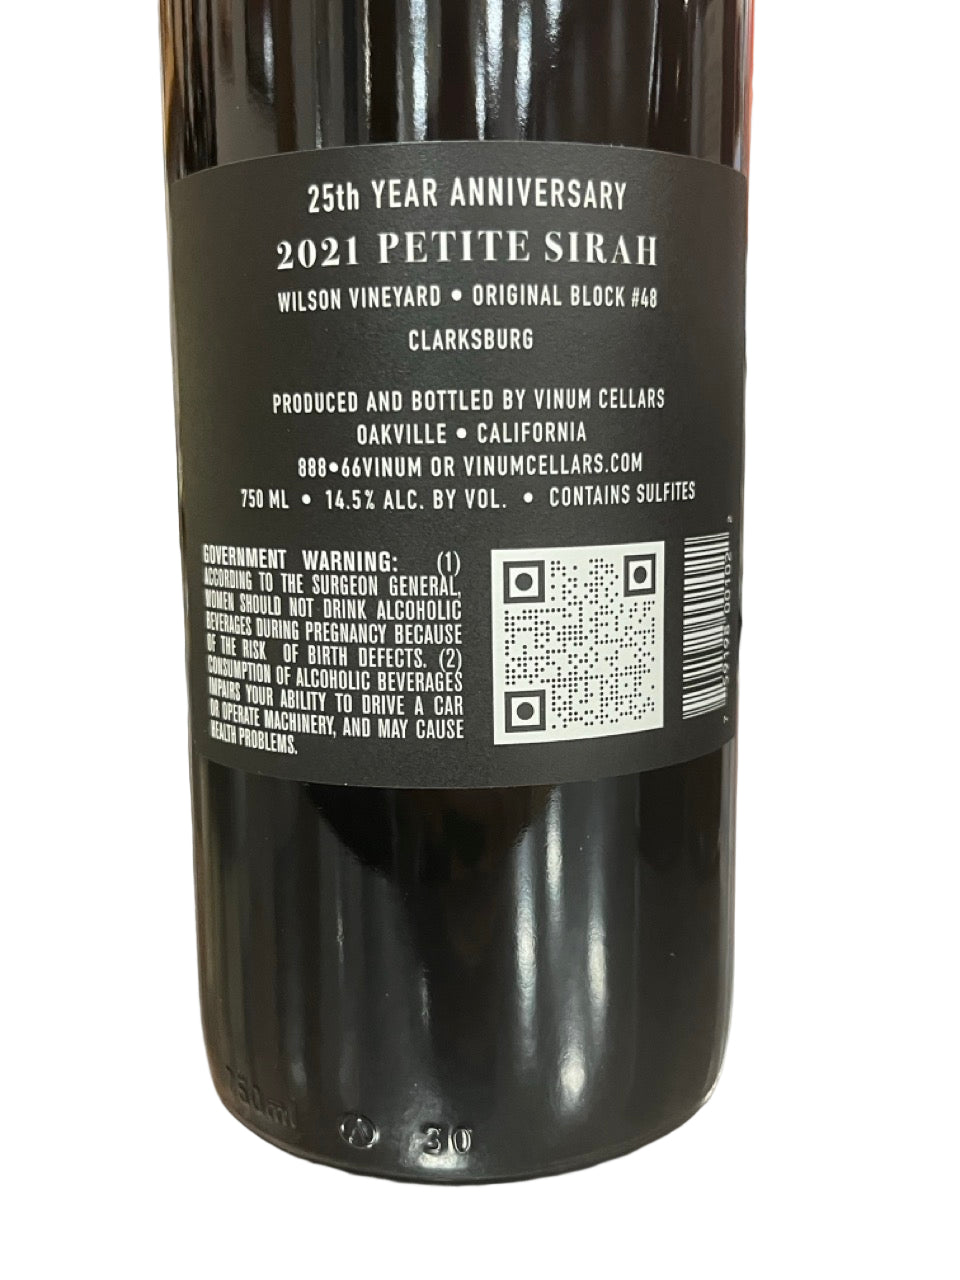 25th YEAR ANNIVERSARY
2021 PETITE SIRAH
WILSON VINEYARD • ORIGINAL BLOCK #48
CLARKSBURG
PRODUCED AND BOTTLED BY VINUM CELLARS
OAKVILLE • CALIFORNIA
888•66VINUM OR VINUMCELLARS.COM
750 ML • 14.5% ALC. BY VOL. • CONTAINS SULFITES
GOVERNMENT WARNING: (1)
ACCORDING TO THE SURGEON GENERAL,
WOMEN SHOULD NOT DRINK ALCOHOLIC
BEVERAGES DURING PREGNANCY BECAUSE
OF THE RISK OF BIRTH DEFECTS. (2)
CONSUMPTION OF ALCOHOLIC BEVERAGES
IMPAIRS YOUR ABILITY TO DRIVE A CAR
OR OPERATE MACHINERY, AND MAY CAUSE
HEALTH PROBLEMS.
750ml
30